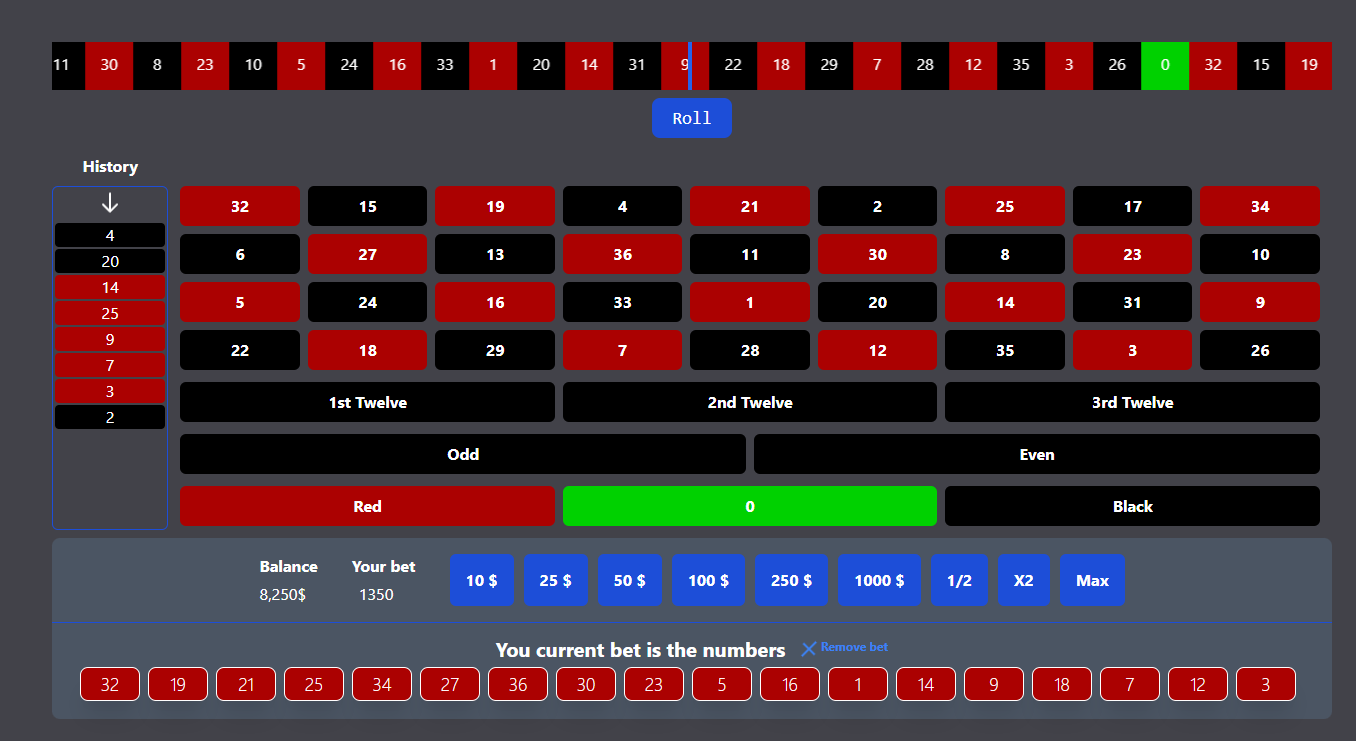 11 30 8 23 10 5 24 16 33 1 20 14 31 9 22 18 29 7 28 12 35 3 26 0 32 15 19
Roll
History
4
20
14
25
9
7
3
2
32 15 19 4 21 2 25 17 34
6 27 13 36 11 30 8 23 10
5 24 16 33 1 20 14 31 9
22 18 29 7 28 12 35 3 26
1st Twelve 2nd Twelve 3rd Twelve
Odd Even
Red 0 Black
Balance Your bet
8,250$ 1350
10 $ 25 $ 50 $ 100 $ 250 $ 1000 $ 1/2 X2 Max
You current bet is the numbers Remove bet
32 19 21 25 34 27 36 30 23 5 16 1 14 9 18 7 12 3